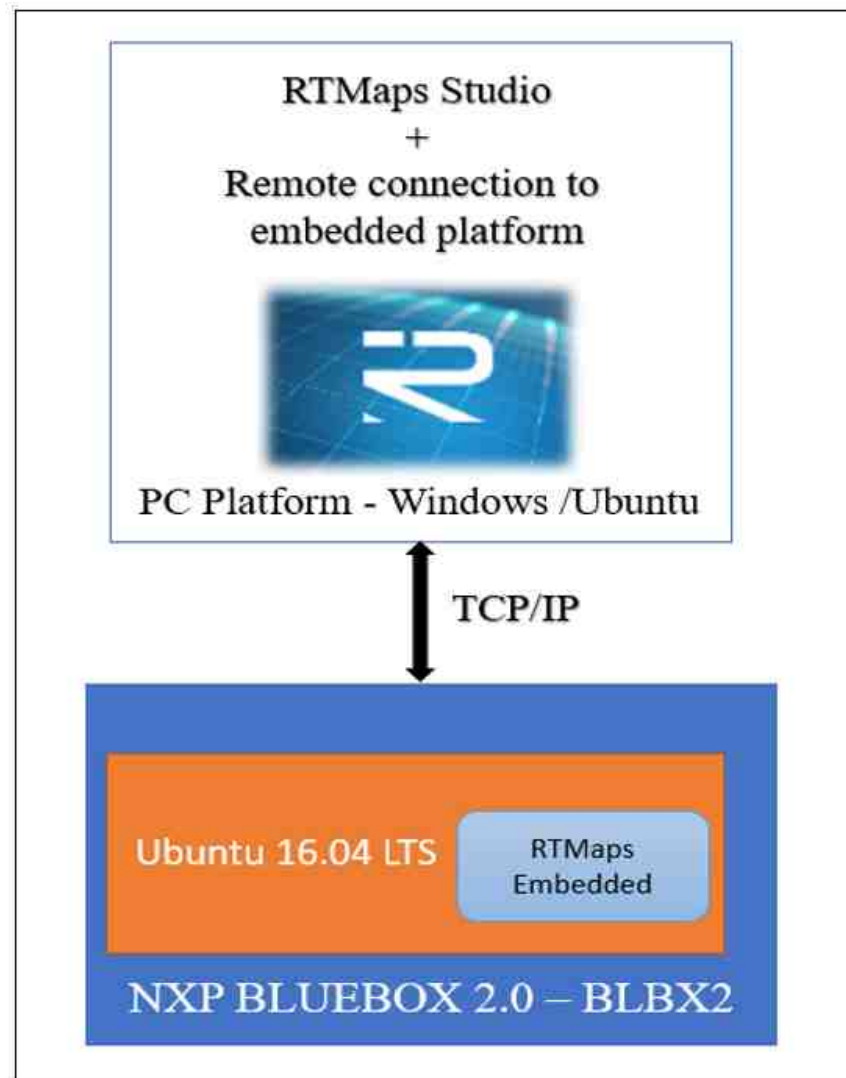 RTMaps Studio
+
Remote connection to
embedded platform
PC Platform - Windows /Ubuntu
TCP/IP
Ubuntu 16.04 LTS
RTMaps
Embedded
NXP BLUEBOX 2.0 – BLBX2